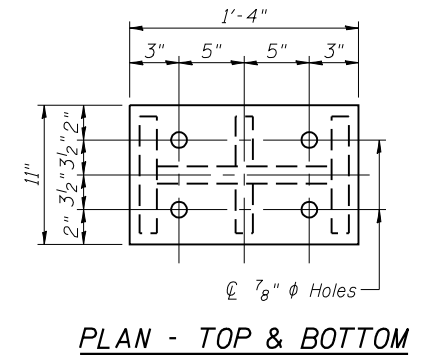 1'-4"
3" 5" 5" 3"
11"
2"
3½"
3½"
2"
℄ ⅞" φ Holes
PLAN - TOP & BOTTOM